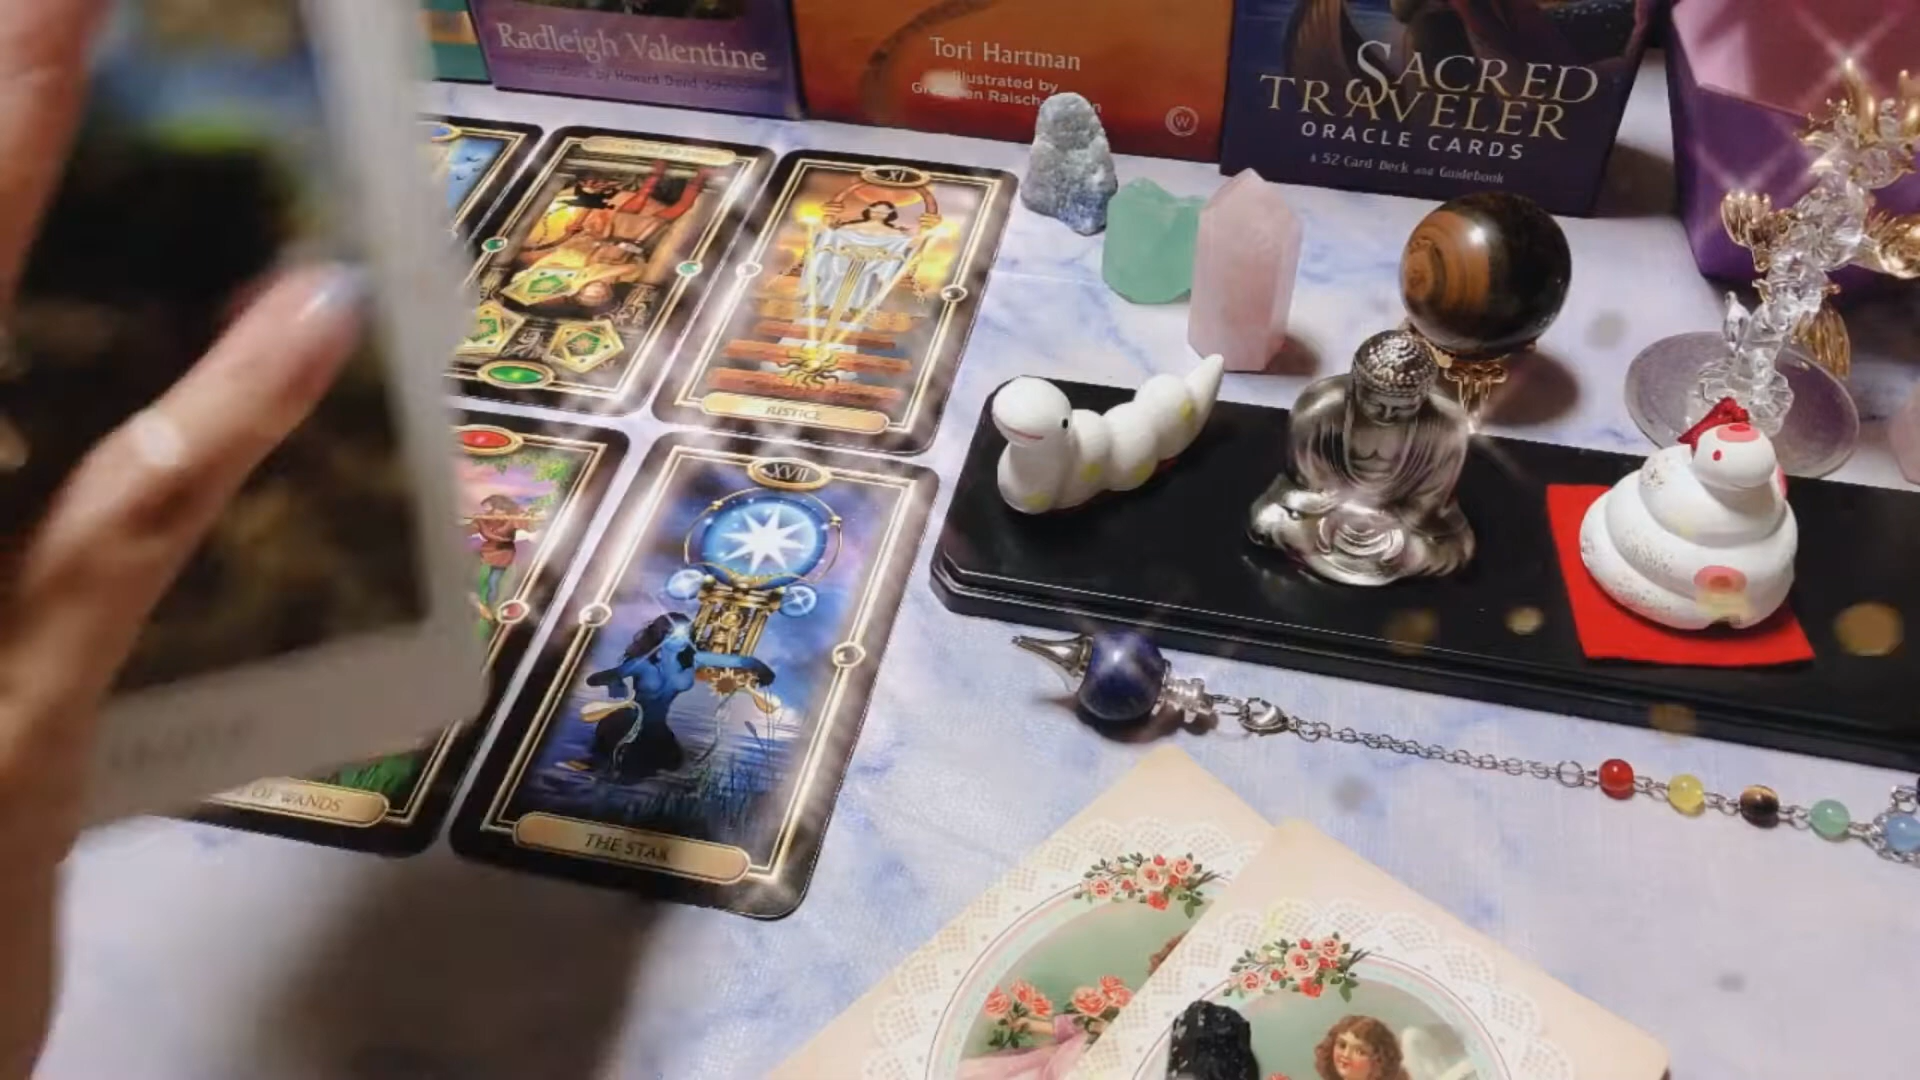 Radleigh Valentine
Tori Hartman
Illustrated by
SACRED
TRAVELER
ORACLE CARDS
a 52 Card Deck and Guidebook
W
XI
JUSTICE
XVII
OF WANDS
THE STAR